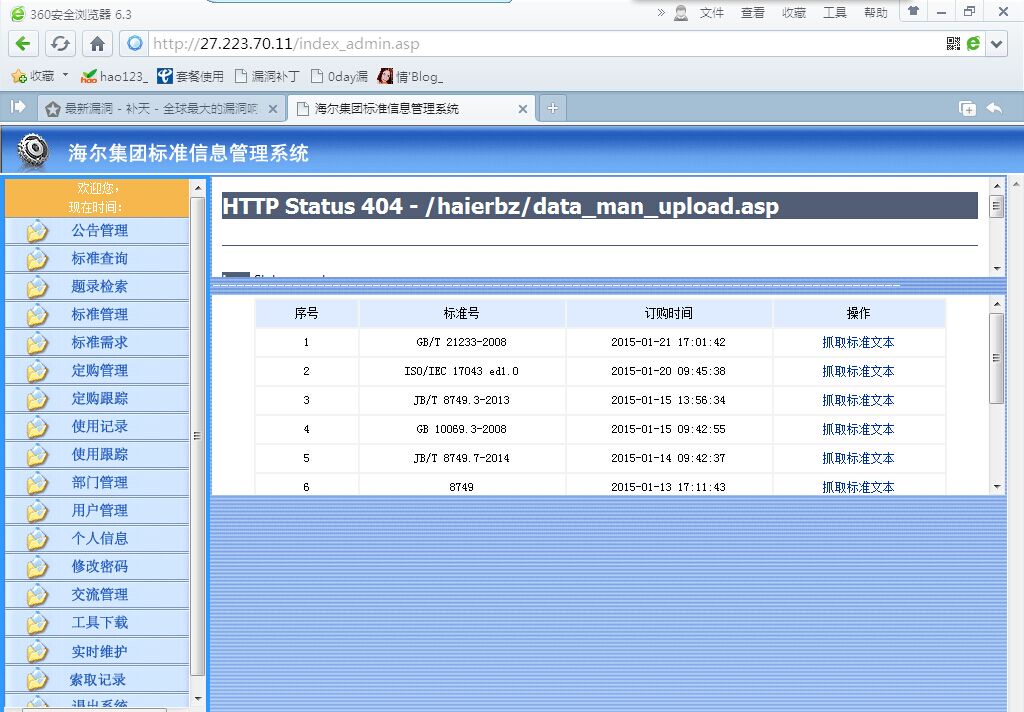 360安全浏览器 6.3
» 文件 查看 收藏 工具 帮助
http://27.223.70.11/index_admin.asp
收藏 hao123_ 套餐使用 漏洞补丁 0day漏 情'Blog_
最新漏洞 - 补天 - 全球最大的漏洞响 海尔集团标准信息管理系统
海尔集团标准信息管理系统
欢迎您，
现在时间：
公告管理
标准查询
题录检索
标准管理
标准需求
定购管理
定购跟踪
使用记录
使用跟踪
部门管理
用户管理
个人信息
修改密码
交流管理
工具下载
实时维护
索取记录
退出系统
HTTP Status 404 - /haierbz/data_man_upload.asp
序号 标准号 订购时间 操作
1 GB/T 21233-2008 2015-01-21 17:01:42 抓取标准文本
2 ISO/IEC 17043 ed1.0 2015-01-20 09:45:38 抓取标准文本
3 JB/T 8749.3-2013 2015-01-15 13:56:34 抓取标准文本
4 GB 10069.3-2008 2015-01-15 09:42:55 抓取标准文本
5 JB/T 8749.7-2014 2015-01-14 09:42:37 抓取标准文本
6 8749 2015-01-13 17:11:43 抓取标准文本